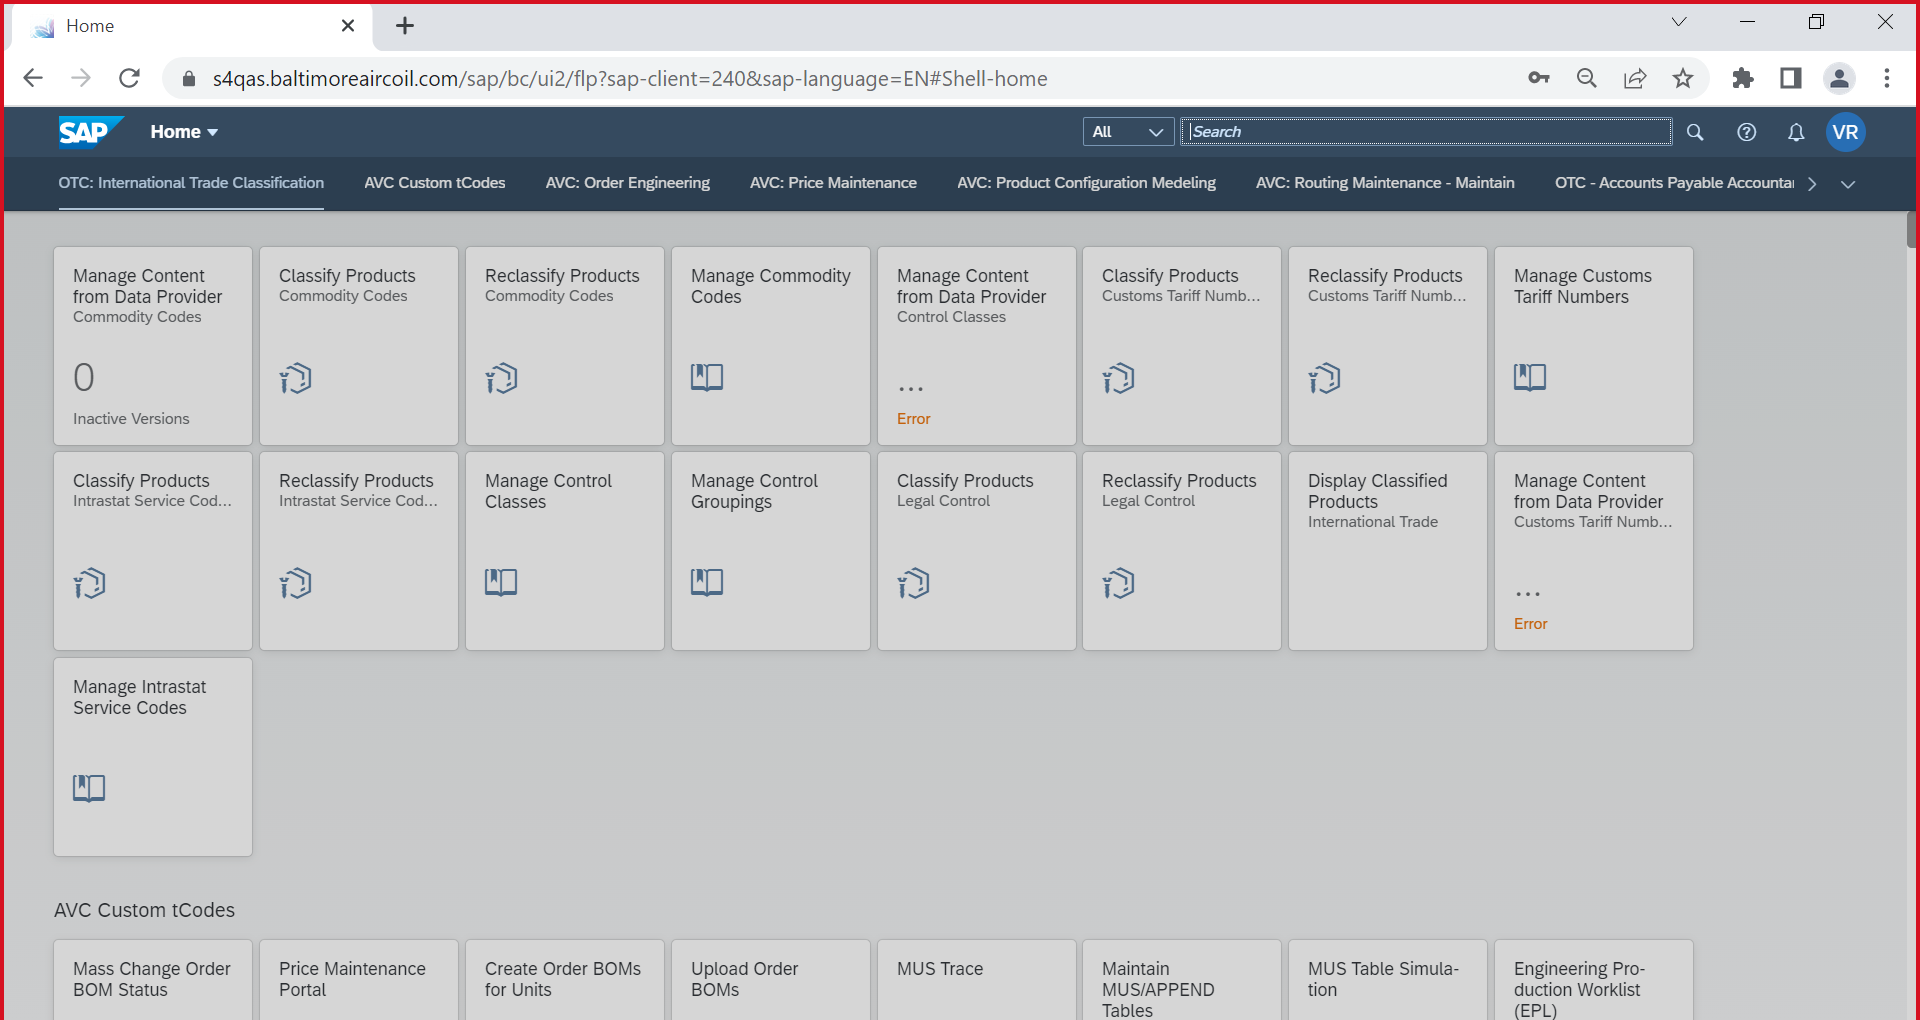 Home
s4qas.baltimoreaircoil.com/sap/bc/ui2/flp?sap-client=240&sap-language=EN#Shell-home
SAP Home All Search VR
OTC: International Trade Classification AVC Custom tCodes AVC: Order Engineering AVC: Price Maintenance AVC: Product Configuration Medeling AVC: Routing Maintenance - Maintain OTC - Accounts Payable Accountar
Manage Content
from Data Provider
Commodity Codes
0
Inactive Versions
Classify Products
Commodity Codes
Reclassify Products
Commodity Codes
Manage Commodity
Codes
Manage Content
from Data Provider
Control Classes
...
Error
Classify Products
Customs Tariff Numb...
Reclassify Products
Customs Tariff Numb...
Manage Customs
Tariff Numbers
Classify Products
Intrastat Service Cod...
Reclassify Products
Intrastat Service Cod...
Manage Control
Classes
Manage Control
Groupings
Classify Products
Legal Control
Reclassify Products
Legal Control
Display Classified
Products
International Trade
Manage Content
from Data Provider
Customs Tariff Numb...
...
Error
Manage Intrastat
Service Codes
AVC Custom tCodes
Mass Change Order
BOM Status
Price Maintenance
Portal
Create Order BOMs
for Units
Upload Order
BOMs
MUS Trace
Maintain
MUS/APPEND
Tables
MUS Table Simula-
tion
Engineering Pro-
duction Worklist
(EPL)